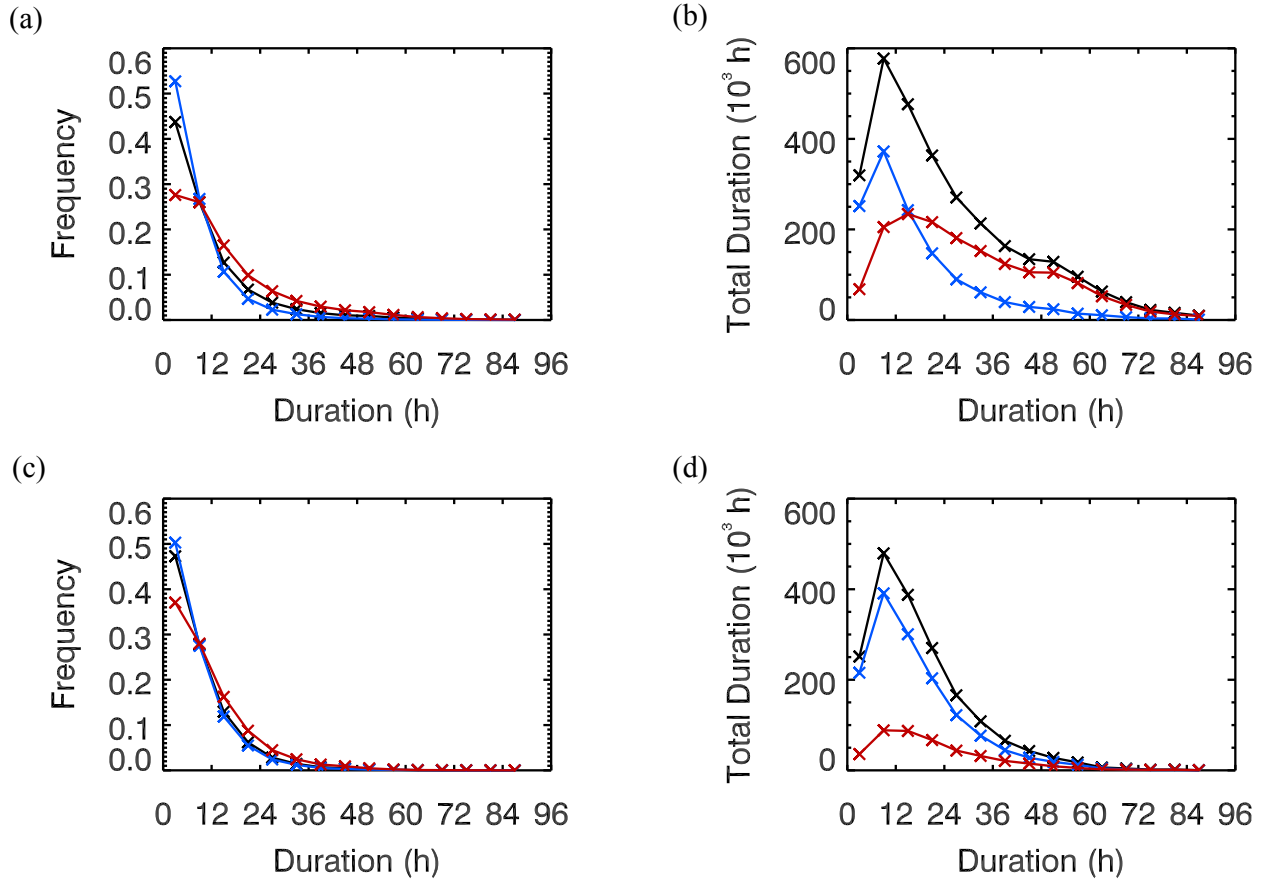 (a)
(b)
0.6
0.5
0.4
0.3
0.2
0.1
0.0
Frequency
0 12 24 36 48 60 72 84 96
Duration (h)
600
400
200
0
Total Duration (10³ h)
0 12 24 36 48 60 72 84 96
Duration (h)
(c)
(d)
0.6
0.5
0.4
0.3
0.2
0.1
0.0
Frequency
0 12 24 36 48 60 72 84 96
Duration (h)
600
400
200
0
Total Duration (10³ h)
0 12 24 36 48 60 72 84 96
Duration (h)